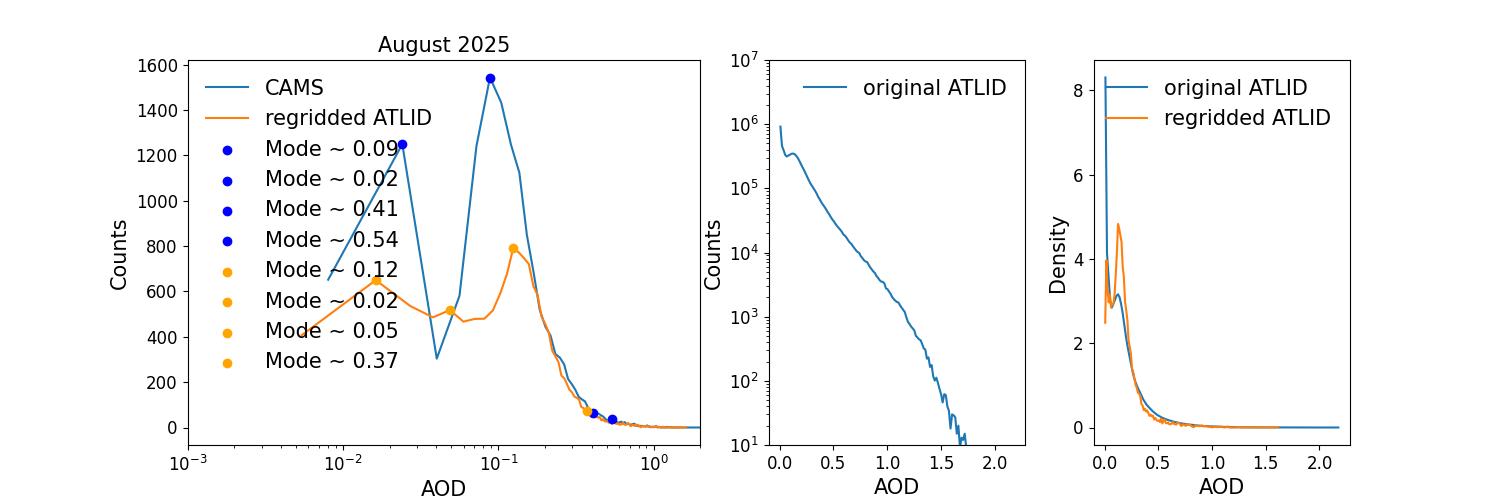 August 2025
CAMS
regridded ATLID
Mode ~ 0.09
Mode ~ 0.02
Mode ~ 0.41
Mode ~ 0.54
Mode ~ 0.12
Mode ~ 0.02
Mode ~ 0.05
Mode ~ 0.37
Counts
1600
1400
1200
1000
800
600
400
200
0
10⁻³ 10⁻² 10⁻¹ 10⁰
AOD
original ATLID
Counts
10⁷
10⁶
10⁵
10⁴
10³
10²
10¹
0.0 0.5 1.0 1.5 2.0
AOD
original ATLID
regridded ATLID
Density
8
6
4
2
0
0.0 0.5 1.0 1.5 2.0
AOD